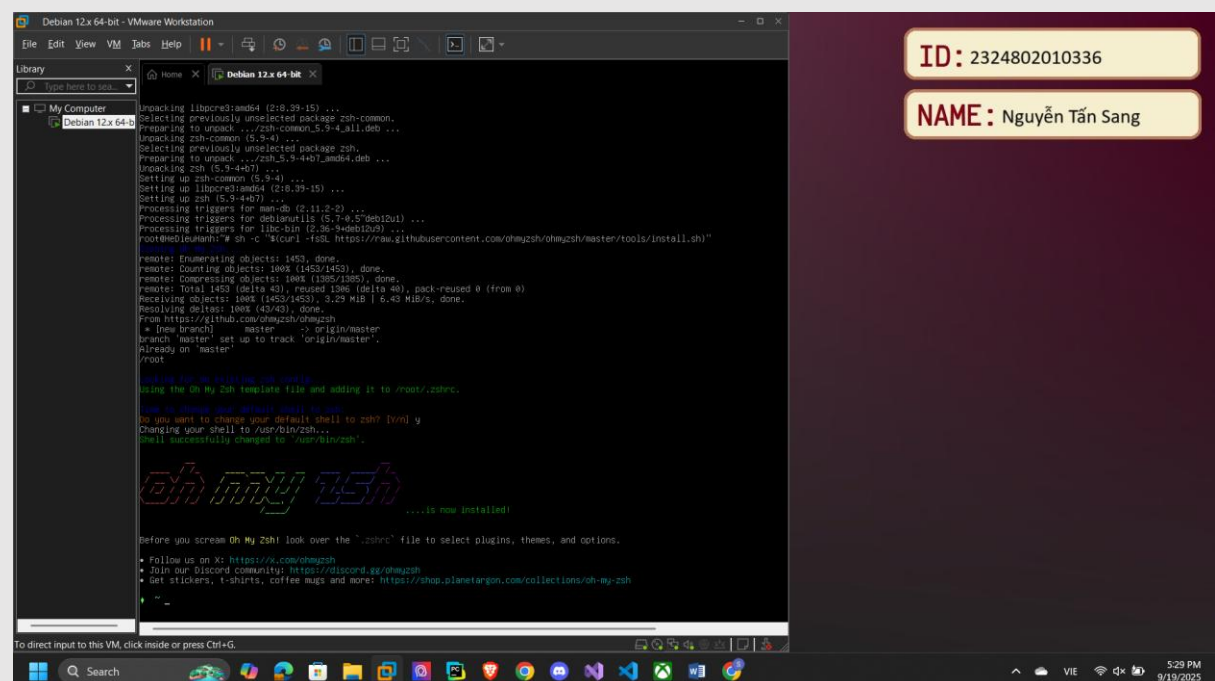 Debian 12.x 64-bit - VMware Workstation
File Edit View VM Tabs Help
Library X
Type here to sea...
Home X Debian 12.x 64-bit X
My Computer
Debian 12.x 64-b
Unpacking libpcre3:amd64 (2:8.39-15) ...
Selecting previously unselected package zsh-common.
Preparing to unpack .../zsh-common_5.9-4_all.deb ...
Unpacking zsh-common (5.9-4) ...
Selecting previously unselected package zsh.
Preparing to unpack .../zsh_5.9-4+b7_amd64.deb ...
Unpacking zsh (5.9-4+b7) ...
Setting up zsh-common (5.9-4) ...
Setting up libpcre3:amd64 (2:8.39-15) ...
Setting up zsh (5.9-4+b7) ...
Processing triggers for man-db (2.11.2-2) ...
Processing triggers for debianutils (5.7-0.5~deb12u1) ...
Processing triggers for libc-bin (2.36-9+deb12u9) ...
root@HeDieuHanh:~# sh -c "$(curl -fsSL https://raw.githubusercontent.com/ohmyzsh/ohmyzsh/master/tools/install.sh)"
remote: Enumerating objects: 1453, done.
remote: Counting objects: 100% (1453/1453), done.
remote: Compressing objects: 100% (1385/1385), done.
remote: Total 1453 (delta 43), reused 1306 (delta 40), pack-reused 0 (from 0)
Receiving objects: 100% (1453/1453), 3.29 MiB | 6.43 MiB/s, done.
Resolving deltas: 100% (43/43), done.
From https://github.com/ohmyzsh/ohmyzsh
* [new branch] master -> origin/master
branch 'master' set up to track 'origin/master'.
Already on 'master'
/root
Using the Oh My Zsh template file and adding it to /root/.zshrc.
Do you want to change your default shell to zsh? [Y/n] y
Changing your shell to /usr/bin/zsh...
Shell successfully changed to '/usr/bin/zsh'.
oh my zsh
....is now installed!
Before you scream Oh My Zsh! look over the `.zshrc` file to select plugins, themes, and options.
• Follow us on X: https://x.com/ohmyzsh
• Join our Discord community: https://discord.gg/ohmyzsh
• Get stickers, t-shirts, coffee mugs and more: https://shop.planetargon.com/collections/oh-my-zsh
~ _
To direct input to this VM, click inside or press Ctrl+G.
Search
VIE
5:29 PM
9/19/2025
ID: 2324802010336
NAME: Nguyễn Tấn Sang